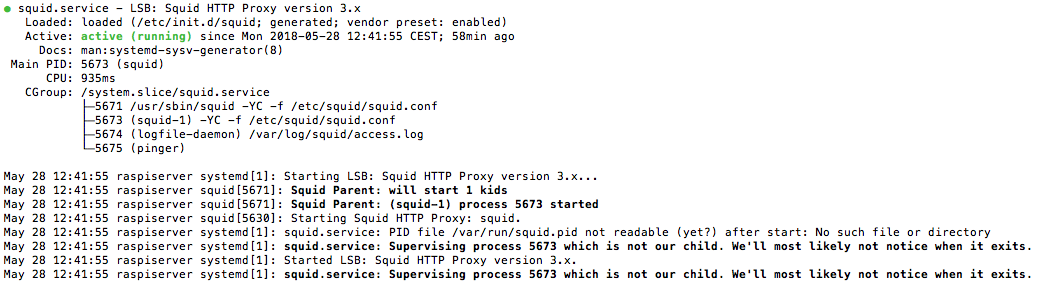 ● squid.service - LSB: Squid HTTP Proxy version 3.x
Loaded: loaded (/etc/init.d/squid; generated; vendor preset: enabled)
Active: active (running) since Mon 2018-05-28 12:41:55 CEST; 58min ago
Docs: man:systemd-sysv-generator(8)
Main PID: 5673 (squid)
CPU: 935ms
CGroup: /system.slice/squid.service
├─5671 /usr/sbin/squid -YC -f /etc/squid/squid.conf
├─5673 (squid-1) -YC -f /etc/squid/squid.conf
├─5674 (logfile-daemon) /var/log/squid/access.log
└─5675 (pinger)
May 28 12:41:55 raspiserver systemd[1]: Starting LSB: Squid HTTP Proxy version 3.x...
May 28 12:41:55 raspiserver squid[5671]: Squid Parent: will start 1 kids
May 28 12:41:55 raspiserver squid[5671]: Squid Parent: (squid-1) process 5673 started
May 28 12:41:55 raspiserver squid[5630]: Starting Squid HTTP Proxy: squid.
May 28 12:41:55 raspiserver systemd[1]: squid.service: PID file /var/run/squid.pid not readable (yet?) after start: No such file or directory
May 28 12:41:55 raspiserver systemd[1]: squid.service: Supervising process 5673 which is not our child. We'll most likely not notice when it exits.
May 28 12:41:55 raspiserver systemd[1]: Started LSB: Squid HTTP Proxy version 3.x.
May 28 12:41:55 raspiserver systemd[1]: squid.service: Supervising process 5673 which is not our child. We'll most likely not notice when it exits.